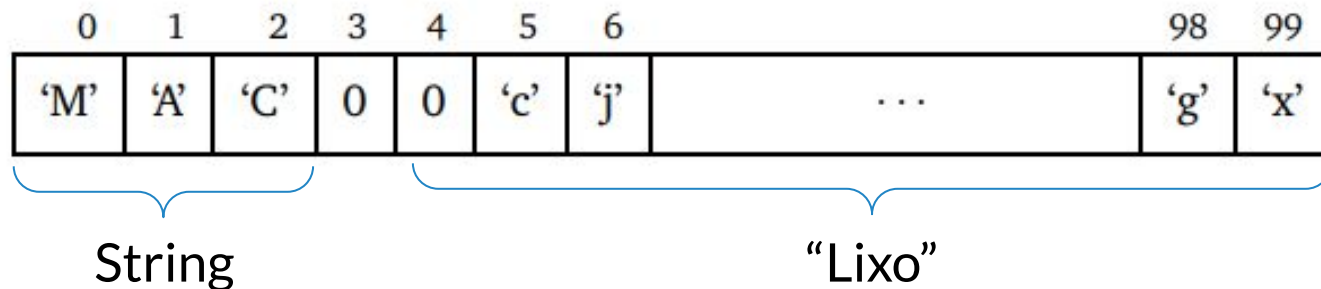 0 1 2 3 4 5 6 98 99
‘M’ ‘A’ ‘C’ 0 0 ‘c’ ‘j’ ... ‘g’ ‘x’
String “Lixo”